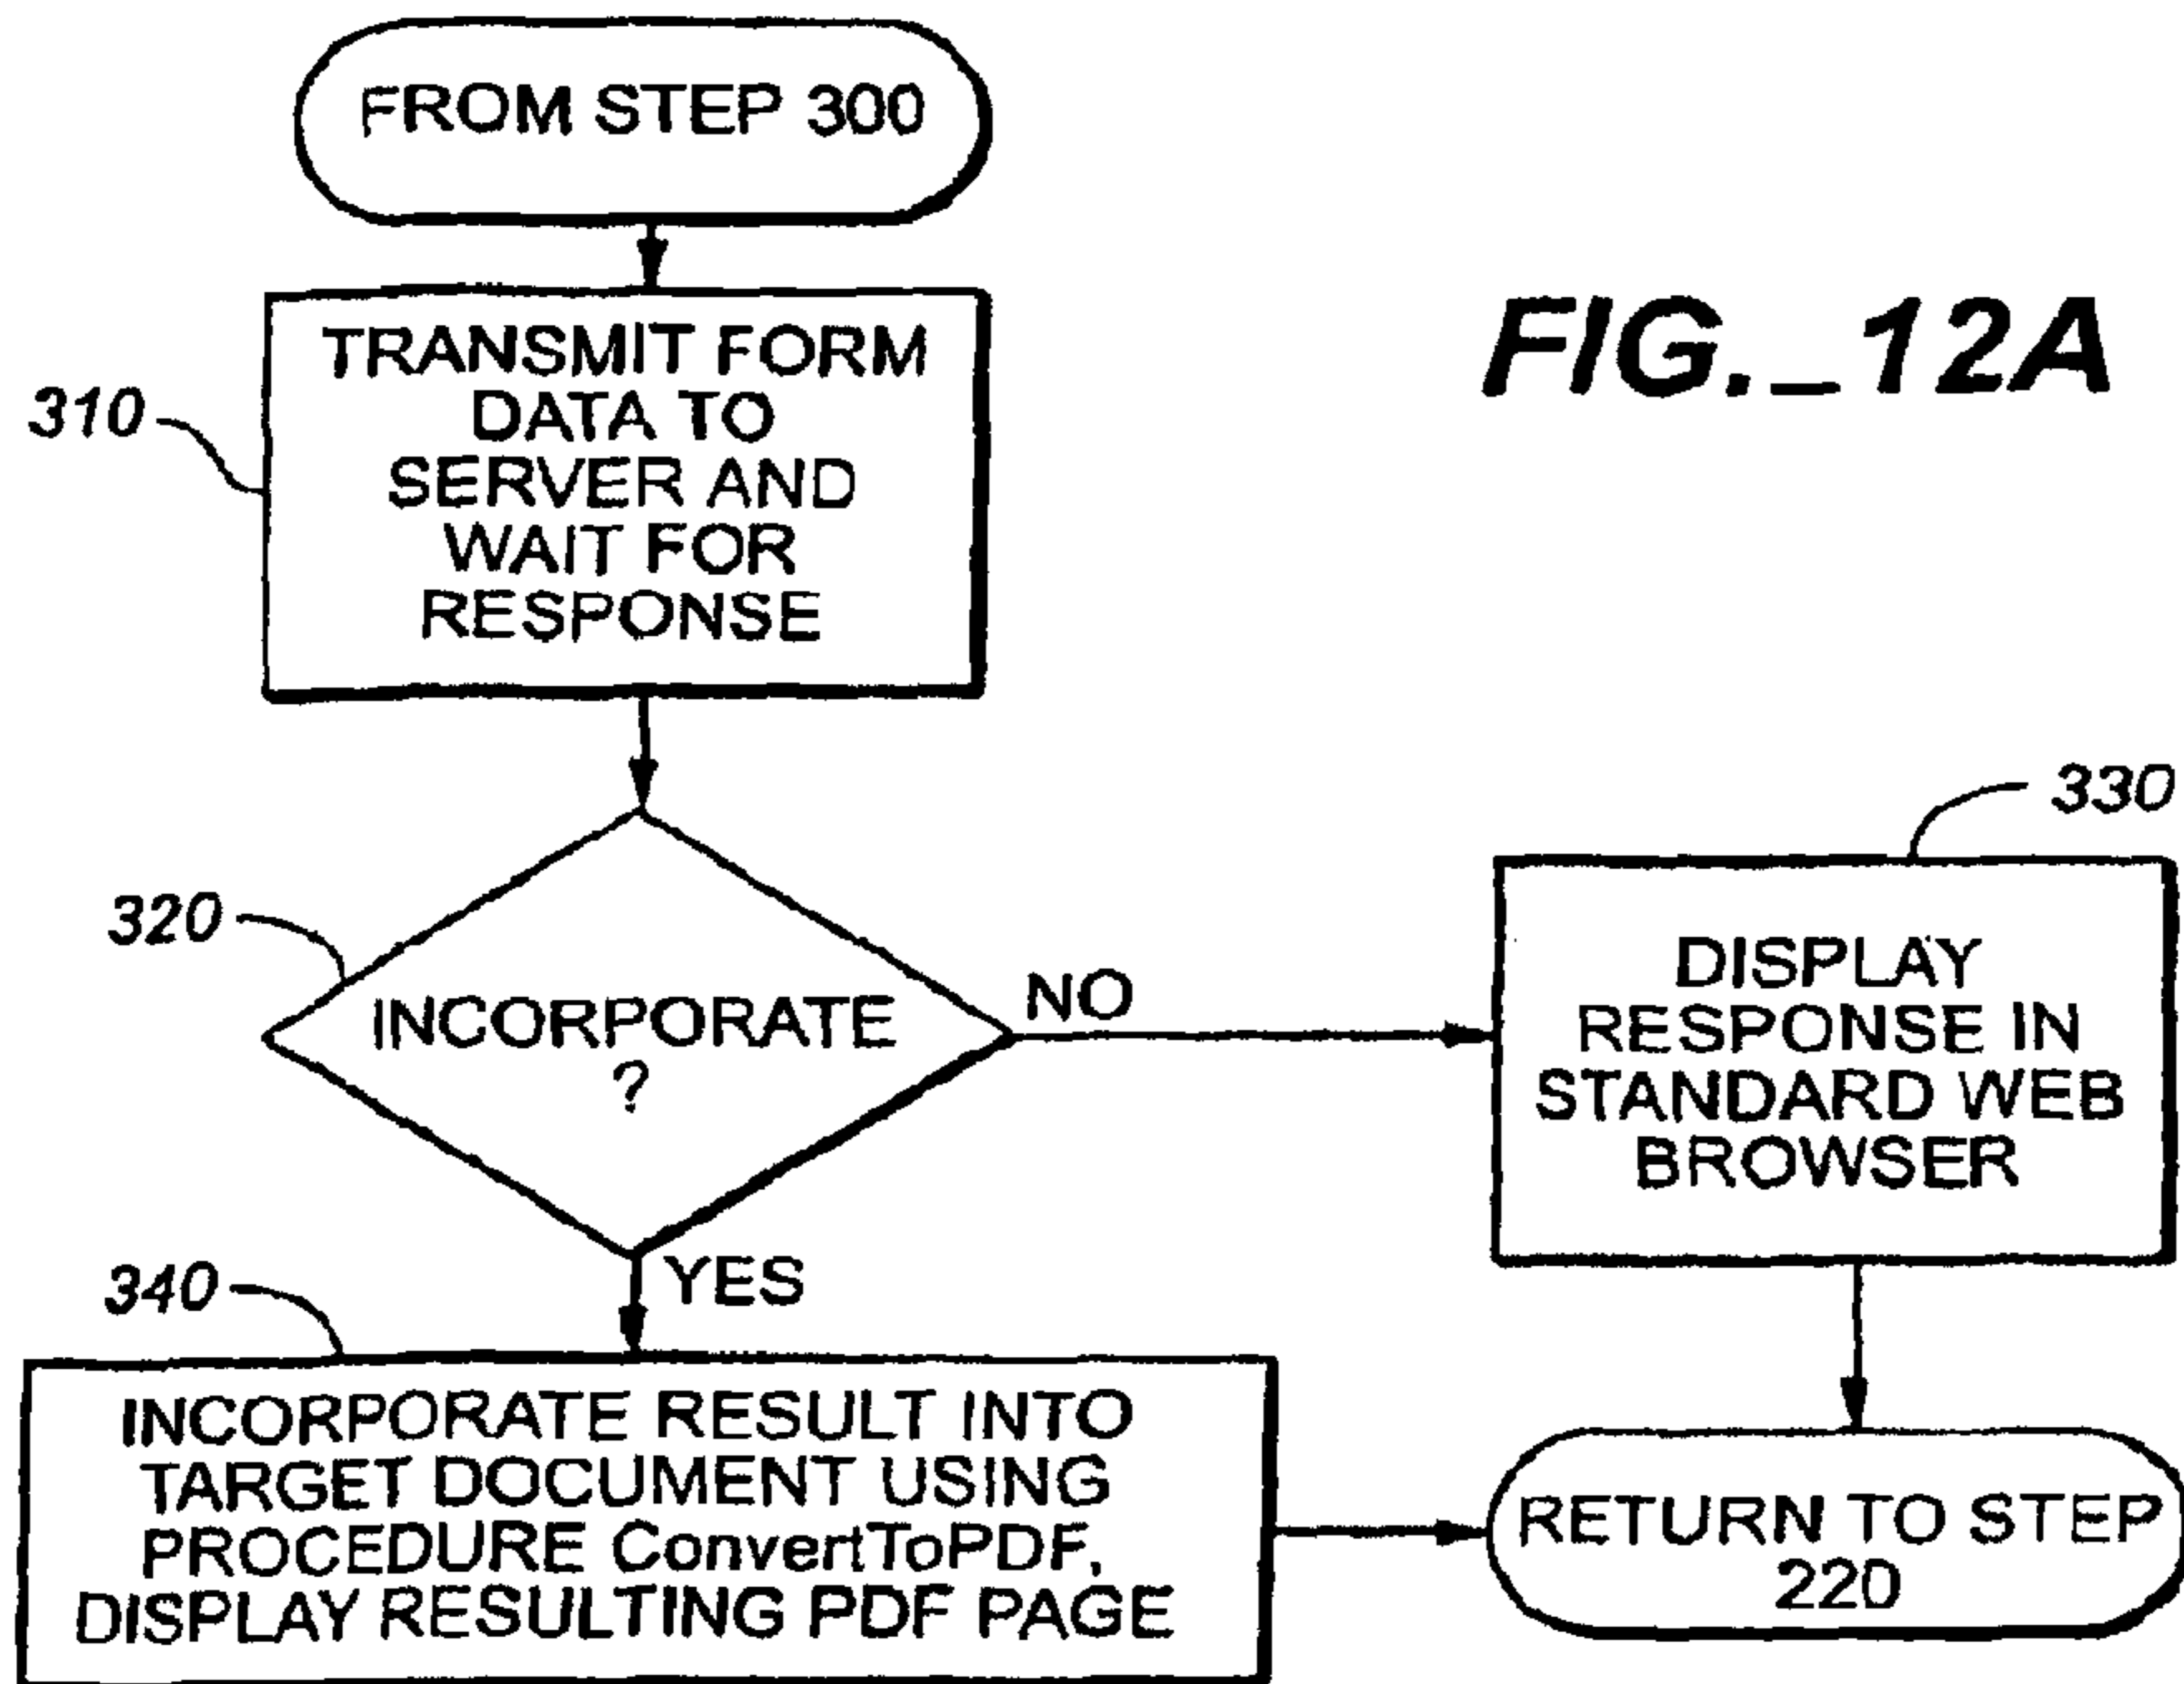 FROM STEP 300
FIG._12A
310
TRANSMIT FORM
DATA TO
SERVER AND
WAIT FOR
RESPONSE
320
INCORPORATE
?
NO
YES
330
DISPLAY
RESPONSE IN
STANDARD WEB
BROWSER
340
INCORPORATE RESULT INTO
TARGET DOCUMENT USING
PROCEDURE ConvertToPDF,
DISPLAY RESULTING PDF PAGE
RETURN TO STEP
220